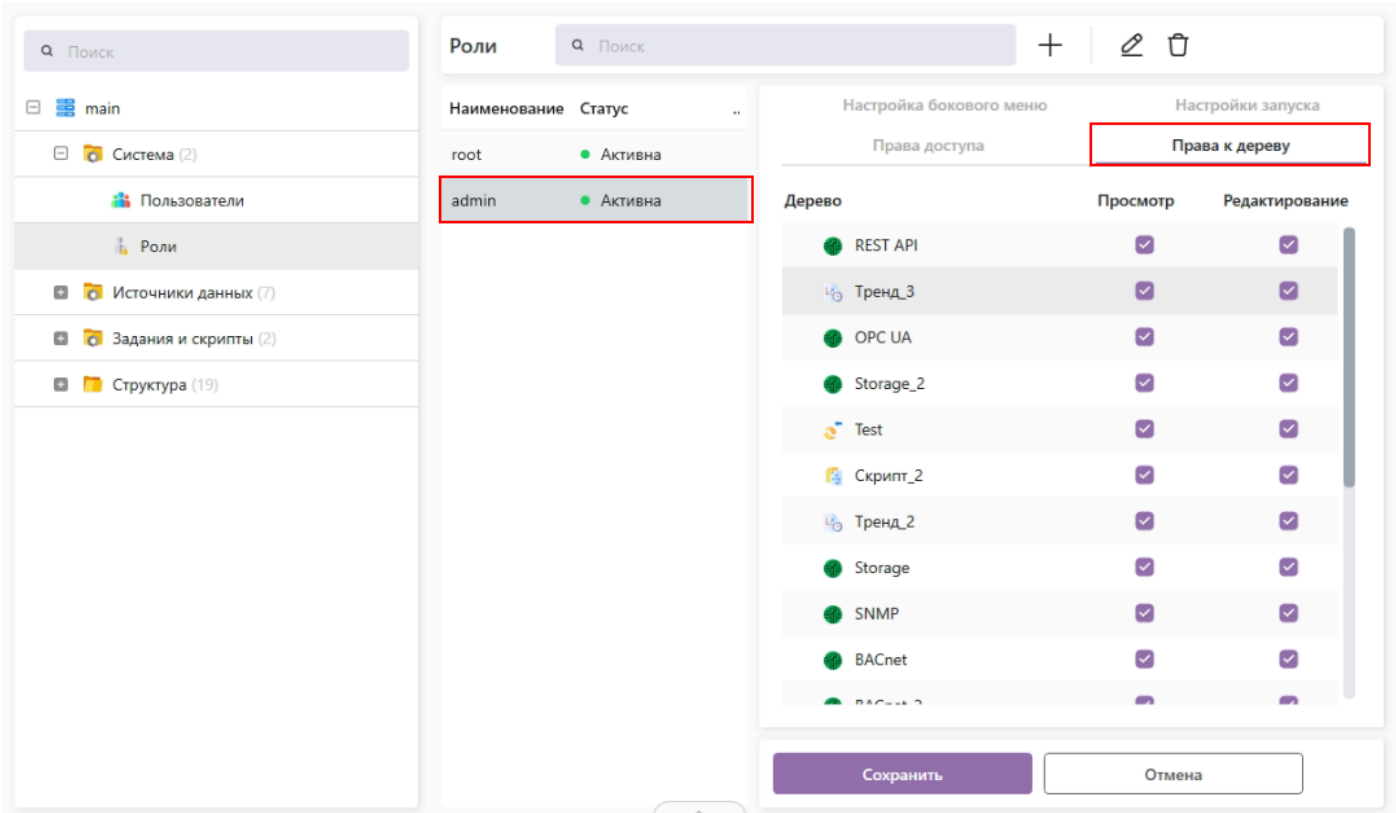 Поиск
main
Система (2)
Пользователи
Роли
Источники данных (7)
Задания и скрипты (2)
Структура (19)
Роли
Поиск
Наименование Статус ..
root Активна
admin Активна
Настройка бокового меню Настройки запуска
Права доступа Права к дереву
Дерево Просмотр Редактирование
REST API
Тренд_3
OPC UA
Storage_2
Test
Скрипт_2
Тренд_2
Storage
SNMP
BACnet
BACnet_2
Сохранить Отмена